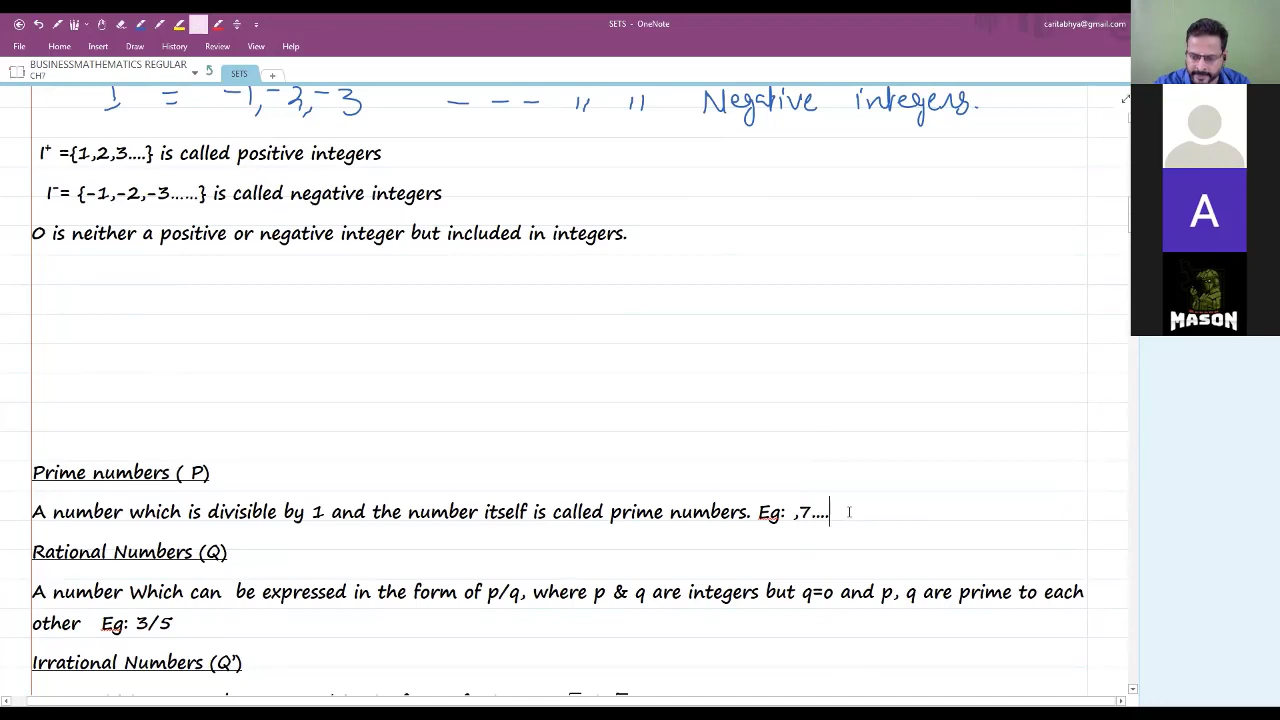 SETS - OneNote
cantabhya@gmail.com
File Home Insert Draw History Review View Help
BUSINESSMATHEMATICS REGULAR
CH7
SETS
= -1, -2, -3 - - - - ,, ,, Negative integers.
I⁺ ={1,2,3....} is called positive integers
I⁻= {-1,-2,-3......} is called negative integers
0 is neither a positive or negative integer but included in integers.
A
MASON
Prime numbers ( P)
A number which is divisible by 1 and the number itself is called prime numbers. Eg: ,7....
Rational Numbers (Q)
A number Which can be expressed in the form of p/q, where p & q are integers but q=o and p, q are prime to each
other Eg: 3/5
Irrational Numbers (Q')